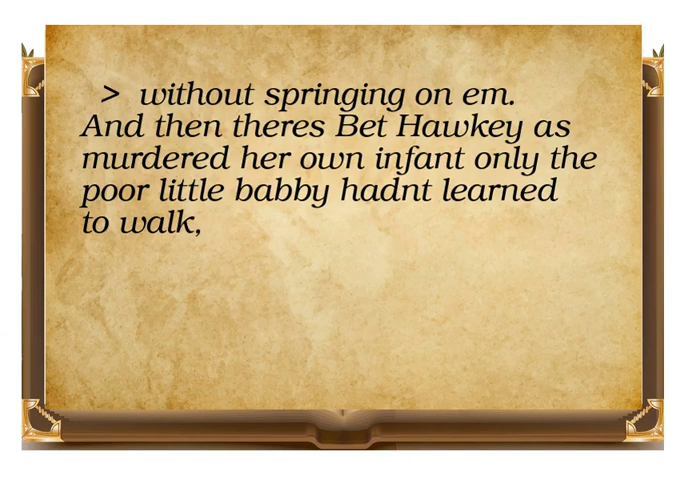 > without springing on em.
And then theres Bet Hawkey as
murdered her own infant only the
poor little babby hadnt learned
to walk,